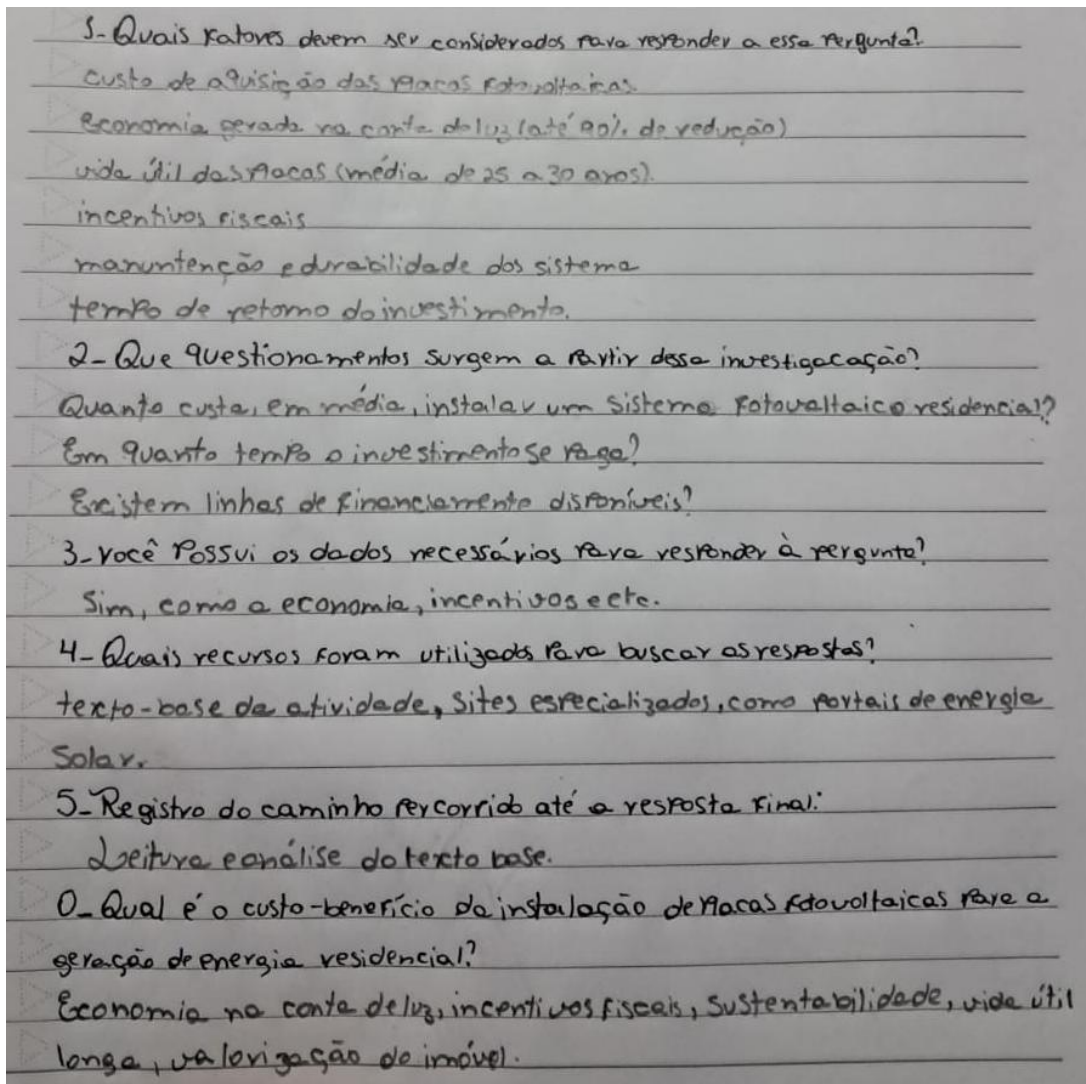 1- Quais fatores devem ser considerados para responder a essa pergunta?
custo de aquisição das placas fotovoltaicas.
economia gerada na conta de luz (até 90% de redução)
vida útil das placas (média de 25 a 30 anos).
incentivos fiscais
manuntenção e durabilidade dos sistema
tempo de retorno do investimento.
2- Que questionamentos surgem a partir dessa investigacação?
Quanto custa, em média, instalar um sistema fotovoltaico residencial?
Em quanto tempo o investimento se paga?
Existem linhas de financiamento disponíveis?
3- você possui os dados necessários para responder à pergunta?
Sim, como a economia, incentivos e etc.
4- Quais recursos foram utilizados para buscar as respostas?
texto-base da atividade, sites especializados, como portais de energia
solar.
5- Registro do caminho percorrido até a resposta final:
Leitura e análise do texto base.
0- Qual é o custo-benefício da instalação de placas fotovoltaicas para a
geração de energia residencial?
Economia na conta de luz, incentivos fiscais, sustentabilidade, vida útil
longa, valorização do imóvel.